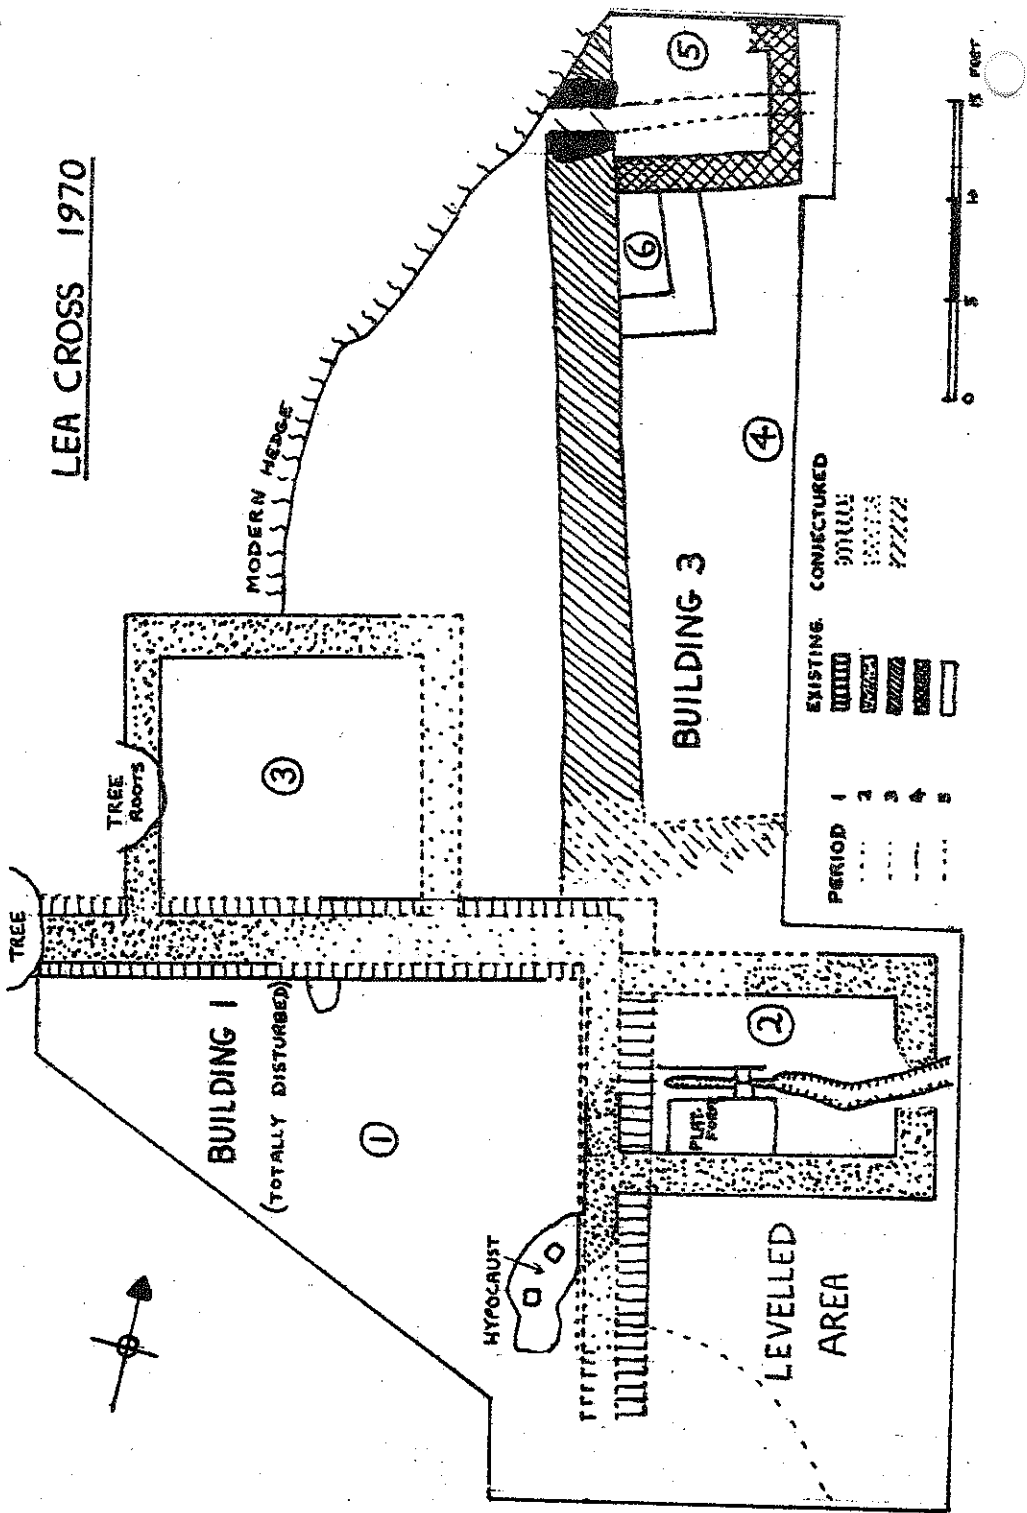 LEA CROSS 1970
MODERN HEDGE
TREE
TREE
ROOTS
BUILDING 1
(TOTALLY DISTURBED)
①
②
③
④
⑤
⑥
HYPOCAUST
PLAT-
FORM
LEVELLED
AREA
BUILDING 3
EXISTING. CONJECTURED
PERIOD 1
2
3
4
5
0 5 10 15 FEET